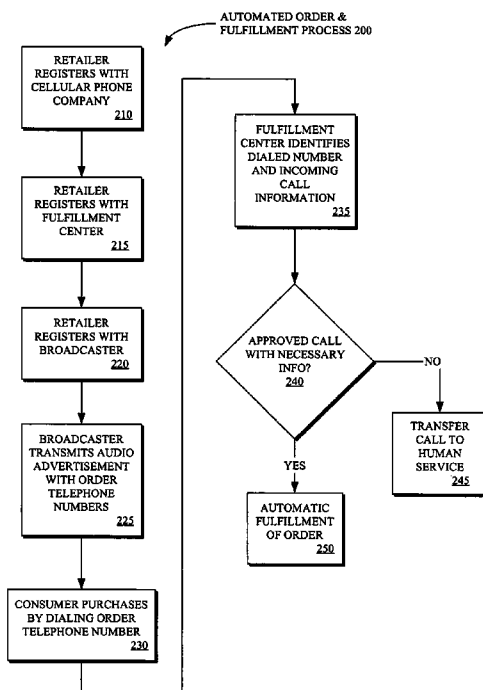 AUTOMATED ORDER &
FULFILLMENT PROCESS 200
RETAILER
REGISTERS WITH
CELLULAR PHONE
COMPANY
210
RETAILER
REGISTERS WITH
FULFILLMENT
CENTER
215
RETAILER
REGISTERS WITH
BROADCASTER
220
BROADCASTER
TRANSMITS AUDIO
ADVERTISEMENT
WITH ORDER
TELEPHONE
NUMBERS
225
CONSUMER PURCHASES
BY DIALING ORDER
TELEPHONE NUMBER
230
FULFILLMENT
CENTER IDENTIFIES
DIALED NUMBER
AND INCOMING
CALL
INFORMATION
235
APPROVED CALL
WITH NECESSARY
INFO?
240
NO
TRANSFER
CALL TO
HUMAN
SERVICE
245
YES
AUTOMATIC
FULFILLMENT
OF ORDER
250